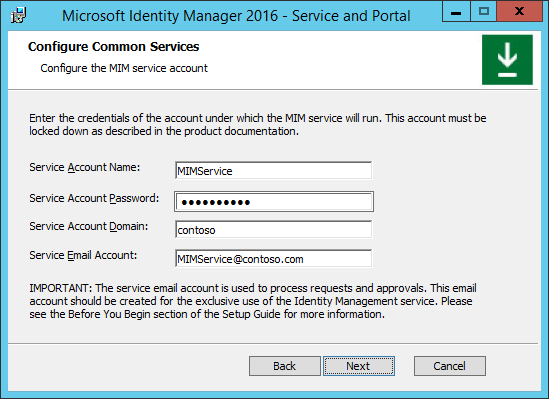 Microsoft Identity Manager 2016 - Service and Portal
Configure Common Services
Configure the MIM service account
Enter the credentials of the account under which the MIM service will run. This account must be
locked down as described in the product documentation.
Service Account Name: MIMService
Service Account Password: ●●●●●●●●●●
Service Account Domain: contoso
Service Email Account: MIMService@contoso.com
IMPORTANT: The service email account is used to process requests and approvals. This email
account should be created for the exclusive use of the Identity Management service. Please
see the Before You Begin section of the Setup Guide for more information.
Back Next Cancel